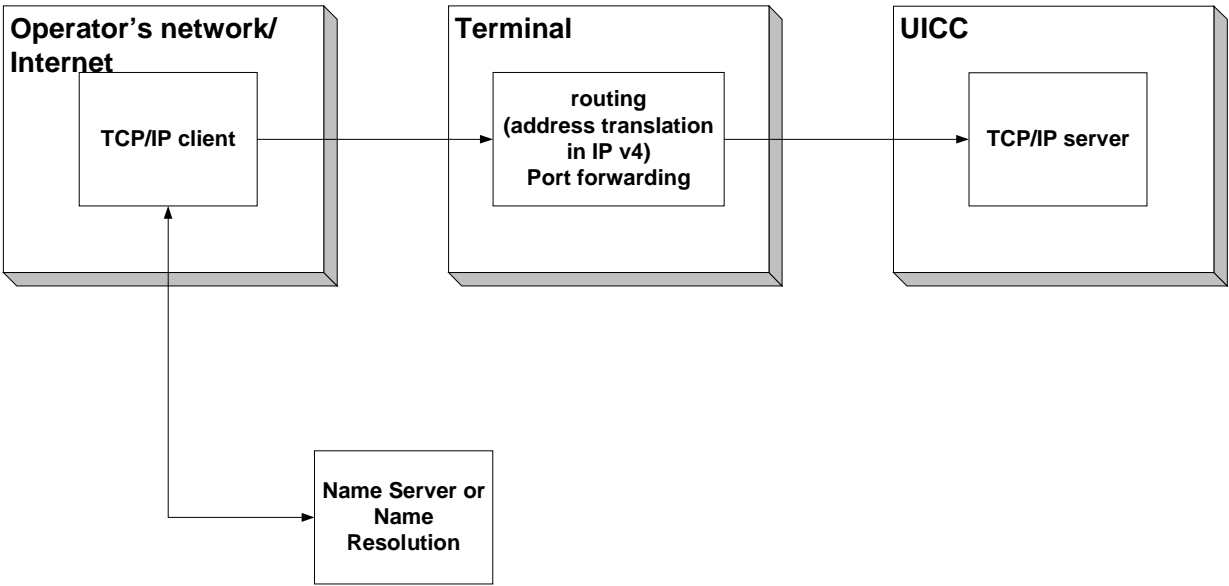 Operator's network/
Internet
TCP/IP client
Terminal
routing
(address translation
in IP v4)
Port forwarding
UICC
TCP/IP server
Name Server or
Name
Resolution